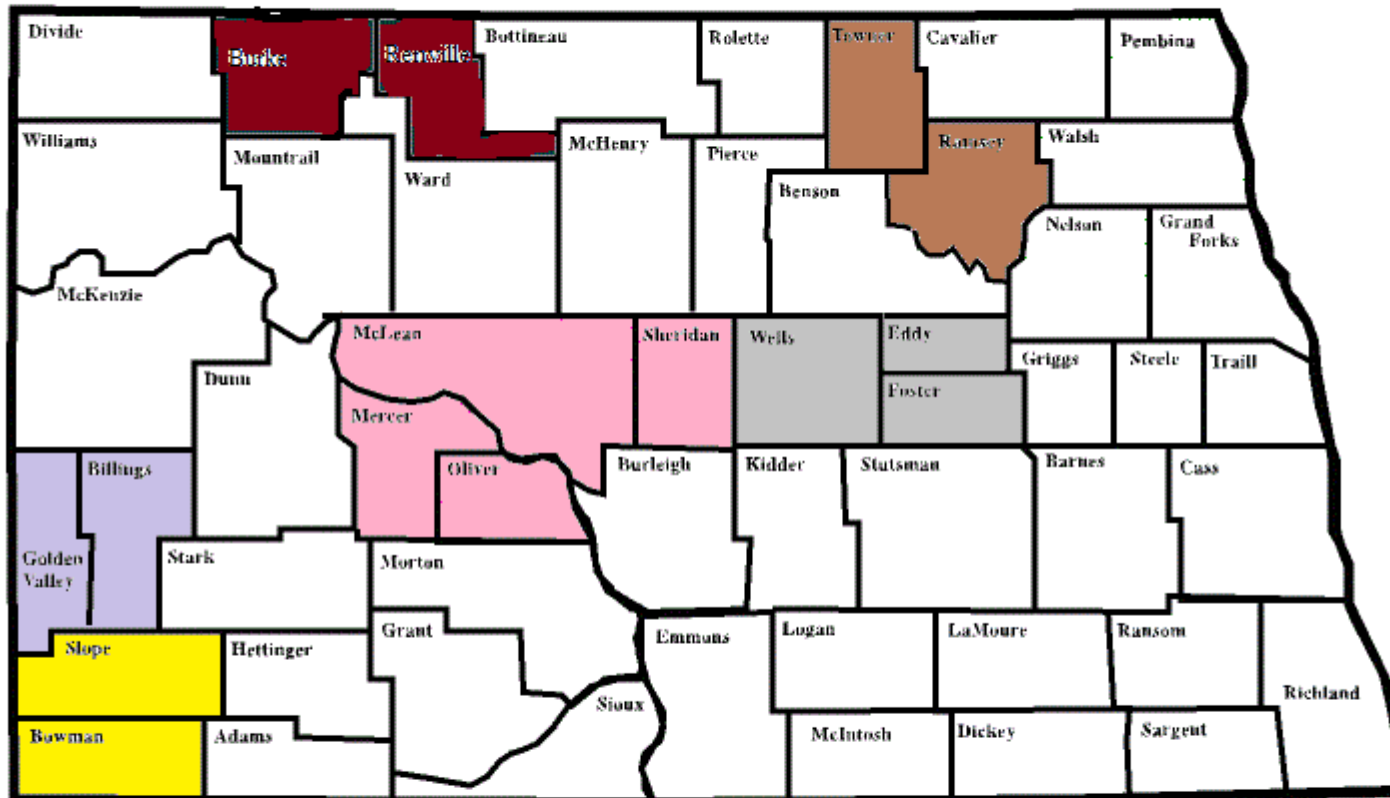 Divide
Burke
Renville
Bottineau
Rolette
Towner
Cavalier
Pembina
Williams
Mountrail
Ward
McHenry
Pierce
Ramsey
Walsh
Benson
Nelson
Grand
Forks
McKenzie
McLean
Sheridan
Wells
Eddy
Griggs
Steele
Traill
Dunn
Mercer
Foster
Billings
Oliver
Burleigh
Kidder
Stutsman
Barnes
Cass
Golden
Valley
Stark
Morton
Slope
Hettinger
Grant
Emmons
Logan
LaMoure
Ransom
Richland
Sioux
Bowman
Adams
McIntosh
Dickey
Sargent